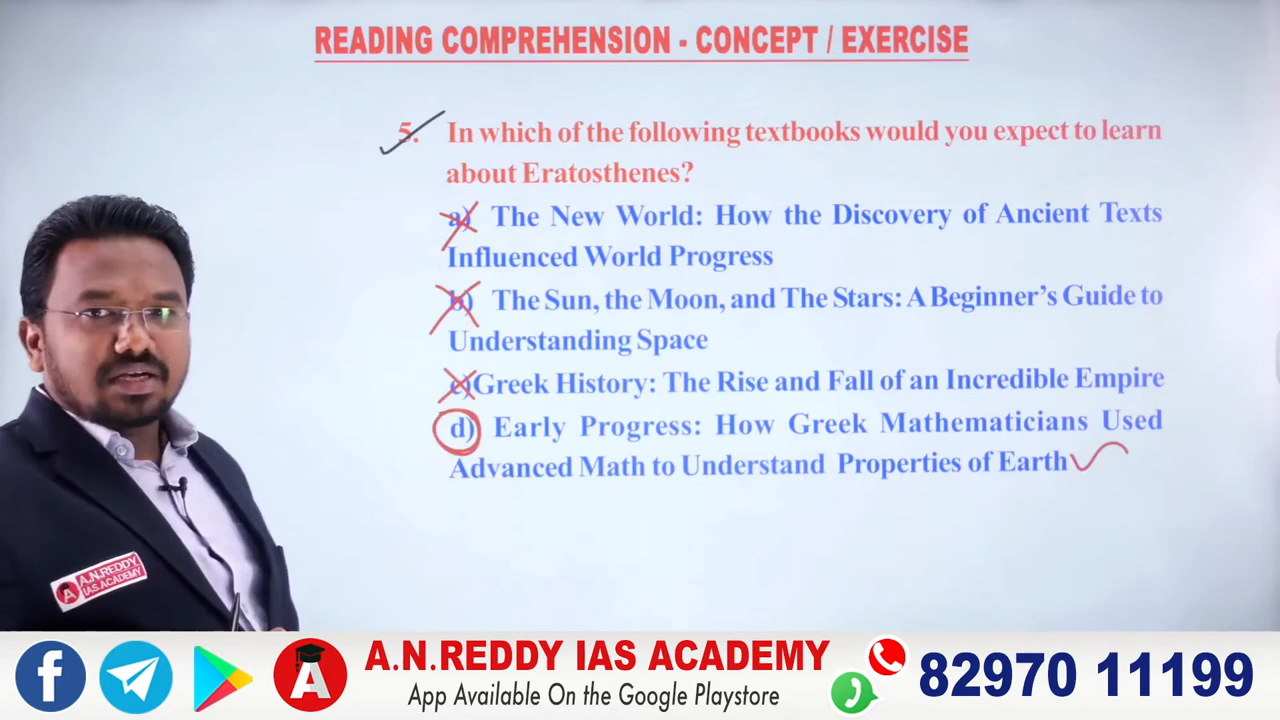 READING COMPREHENSION - CONCEPT / EXERCISE
5. In which of the following textbooks would you expect to learn
about Eratosthenes?
a) The New World: How the Discovery of Ancient Texts
Influenced World Progress
b) The Sun, the Moon, and The Stars: A Beginner's Guide to
Understanding Space
c)Greek History: The Rise and Fall of an Incredible Empire
d) Early Progress: How Greek Mathematicians Used
Advanced Math to Understand Properties of Earth
A.N.REDDY
IAS ACADEMY
A.N.REDDY IAS ACADEMY
App Available On the Google Playstore
82970 11199